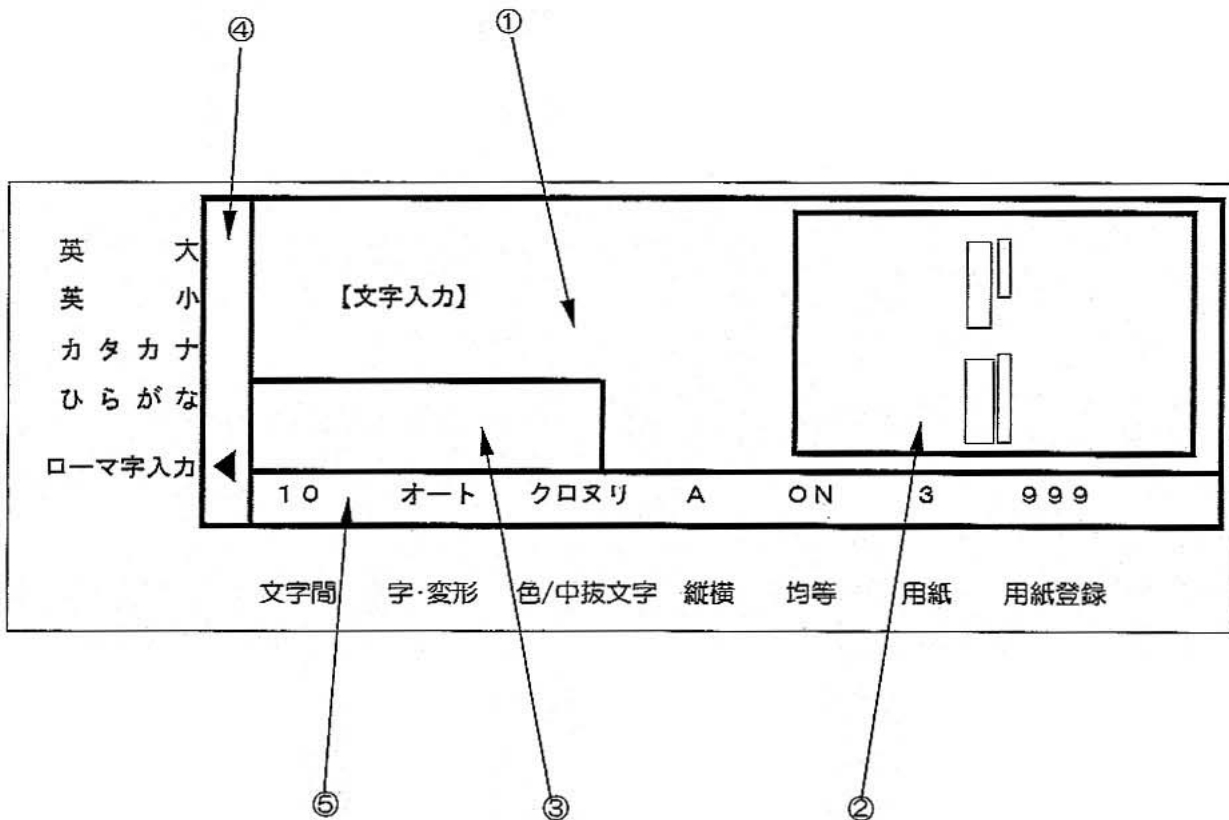 ④ ①
英 大
英 小
【文字入力】
カタカナ
ひらがな
ローマ字入力 ◀
10 オート クロヌリ A ON 3 999
文字間 字・変形 色/中抜文字 縦横 均等 用紙 用紙登録
⑤ ③ ②